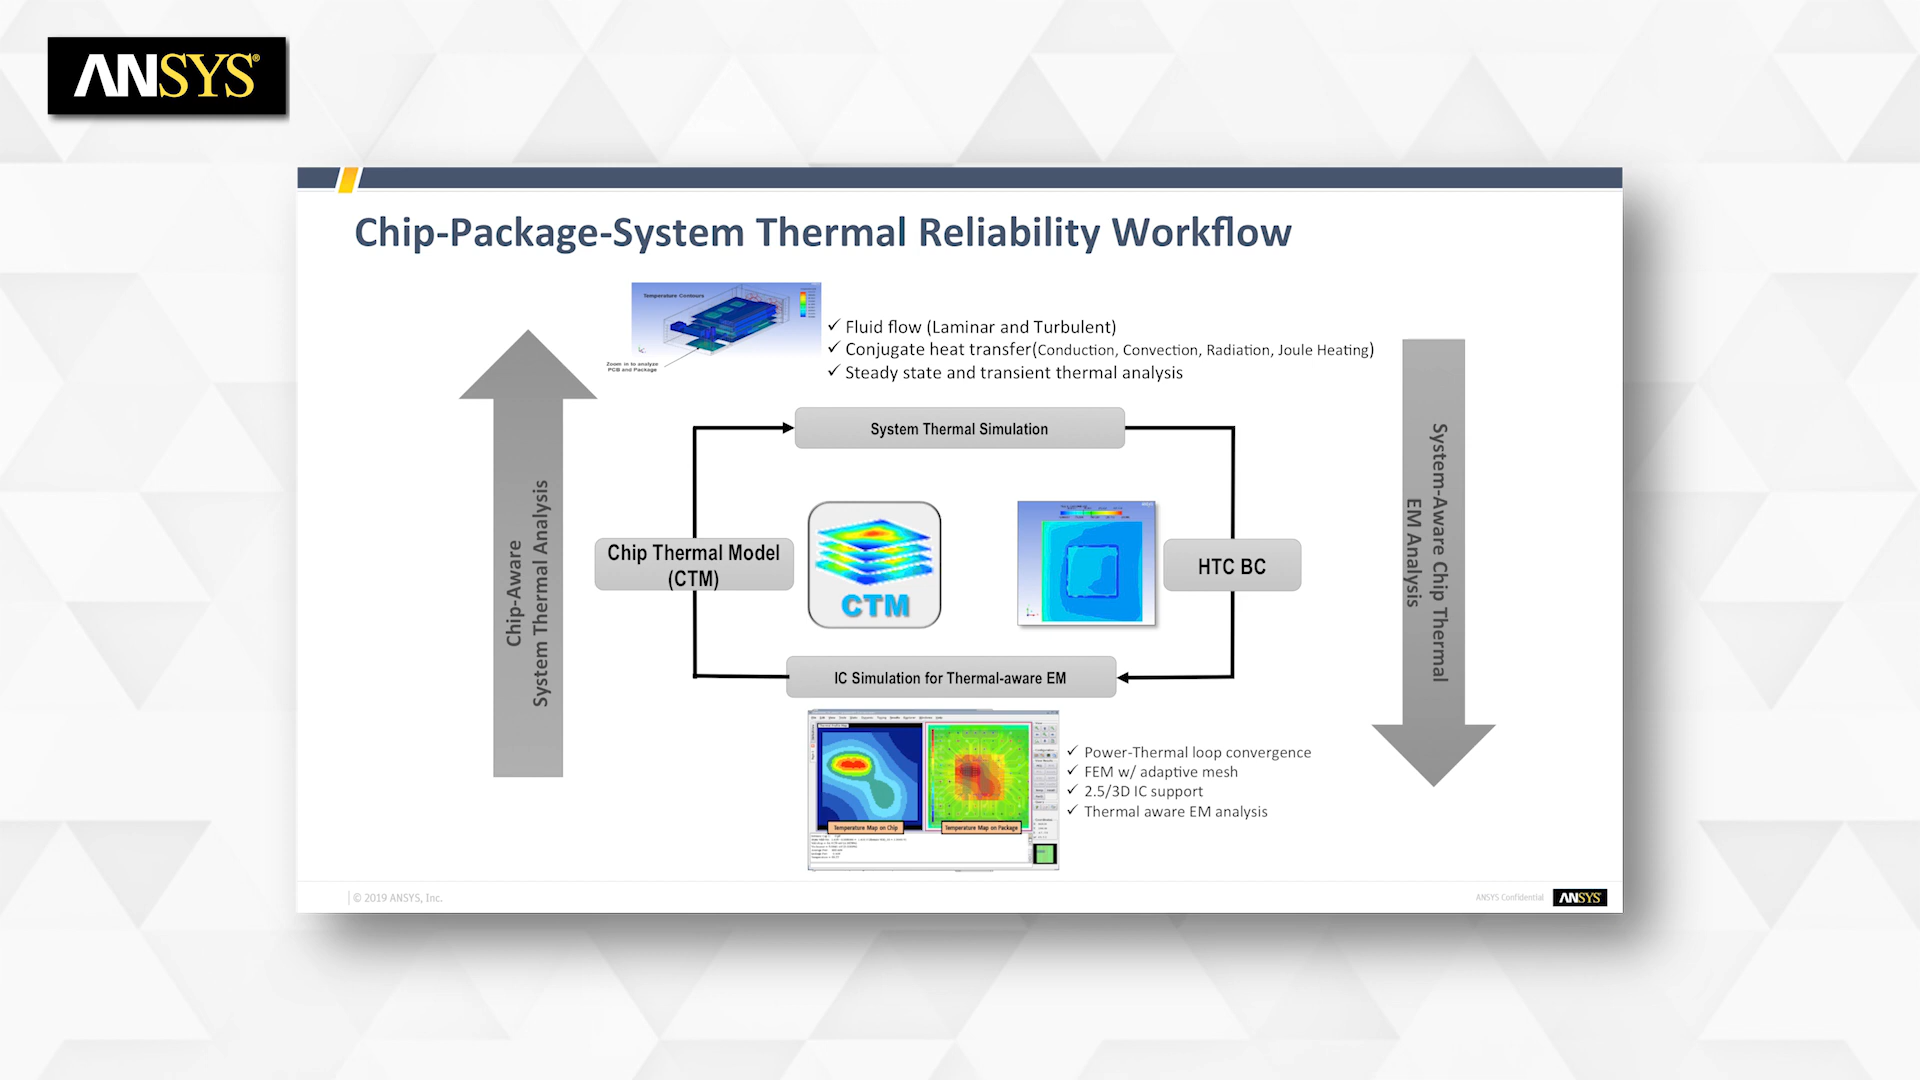 ANSYS®
Chip-Package-System Thermal Reliability Workflow
Temperature Contours
Zoom in to analyze
PCB and Package
✓ Fluid flow (Laminar and Turbulent)
✓ Conjugate heat transfer(Conduction, Convection, Radiation, Joule Heating)
✓ Steady state and transient thermal analysis
Chip-Aware
System Thermal Analysis
System Thermal Simulation
Chip Thermal Model
(CTM)
CTM
HTC BC
System-Aware Chip Thermal
EM Analysis
IC Simulation for Thermal-aware EM
Temperature Map on Chip
Temperature Map on Package
✓ Power-Thermal loop convergence
✓ FEM w/ adaptive mesh
✓ 2.5/3D IC support
✓ Thermal aware EM analysis
© 2019 ANSYS, Inc.
ANSYS Confidential
ANSYS